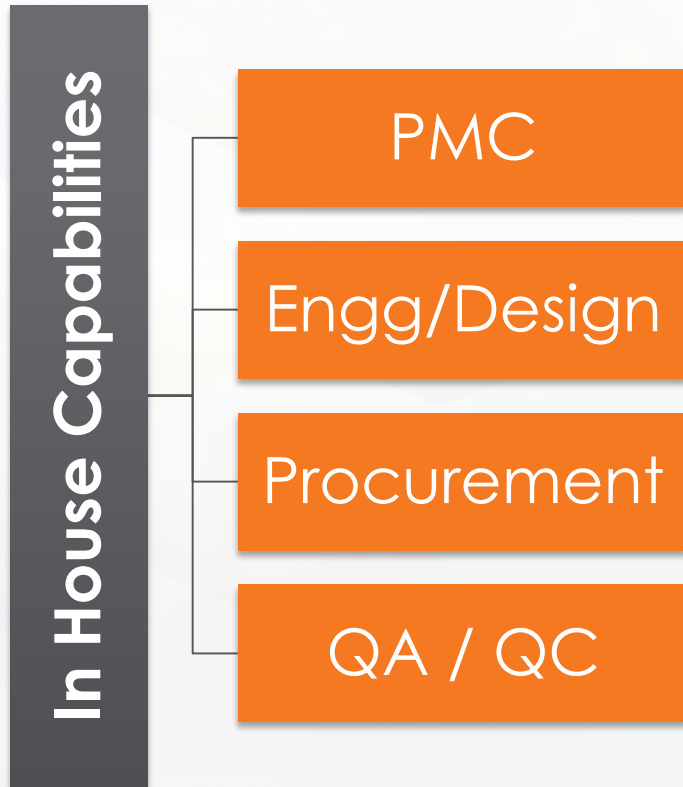 In House Capabilities
PMC
Engg/Design
Procurement
QA / QC